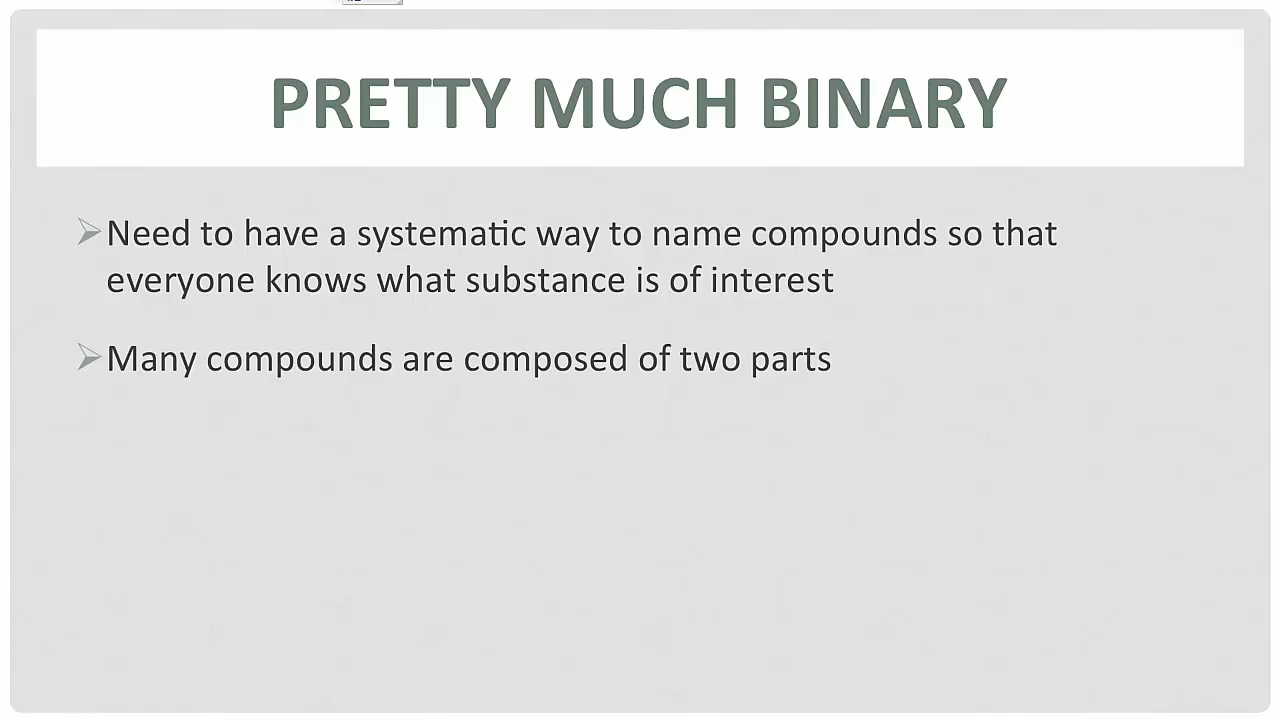 PRETTY MUCH BINARY
Need to have a systematic way to name compounds so that
everyone knows what substance is of interest
Many compounds are composed of two parts